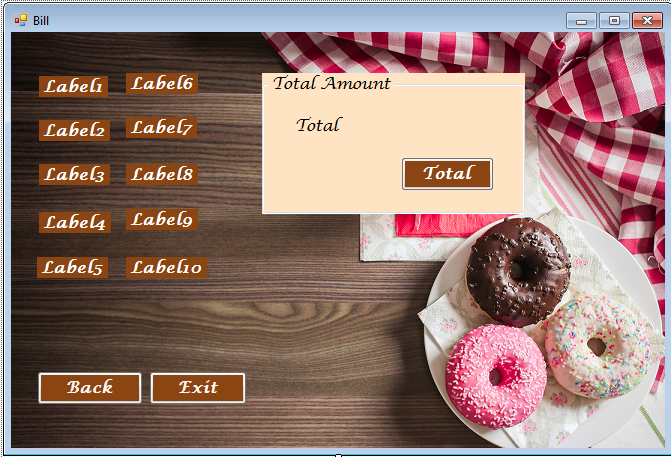 Bill
Label1 Label6
Label2 Label7
Label3 Label8
Label4 Label9
Label5 Label10
Total Amount
Total
Total
Back Exit